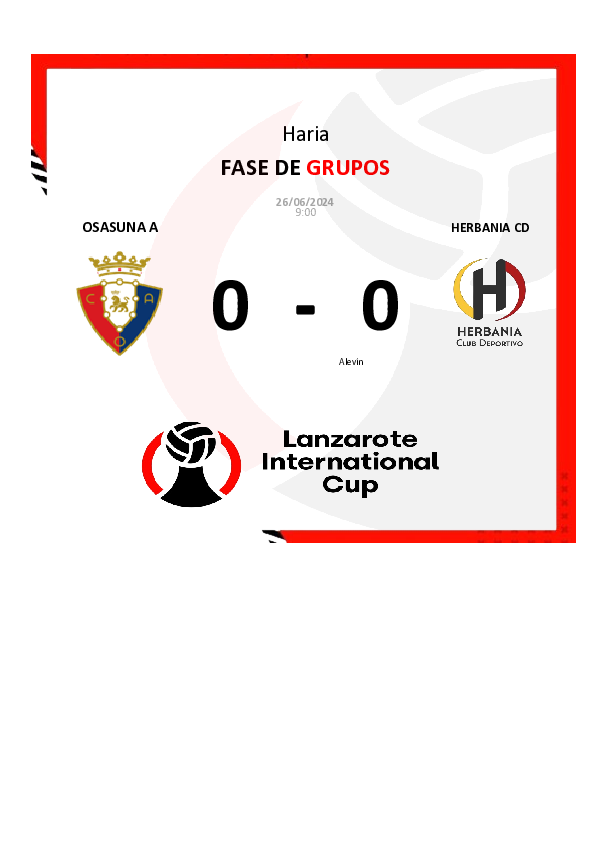 Haria
FASE DE GRUPOS
26/06/2024
9:00
OSASUNA A
HERBANIA CD
0 - 0
C A
O
H
HERBANIA
CLUB DEPORTIVO
Alevin
Lanzarote
International
Cup